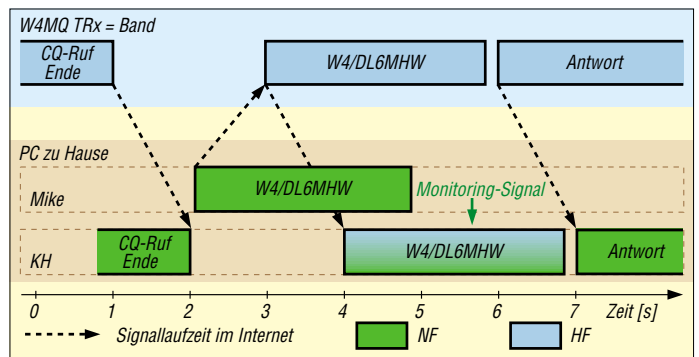 W4MQ TRx = Band
CQ-Ruf
Ende
W4/DL6MHW
Antwort
PC zu Hause
Mike
W4/DL6MHW
Monitoring-Signal
KH
CQ-Ruf
Ende
W4/DL6MHW
Antwort
0 1 2 3 4 5 6 7 Zeit [s]
Signallaufzeit im Internet
NF
HF